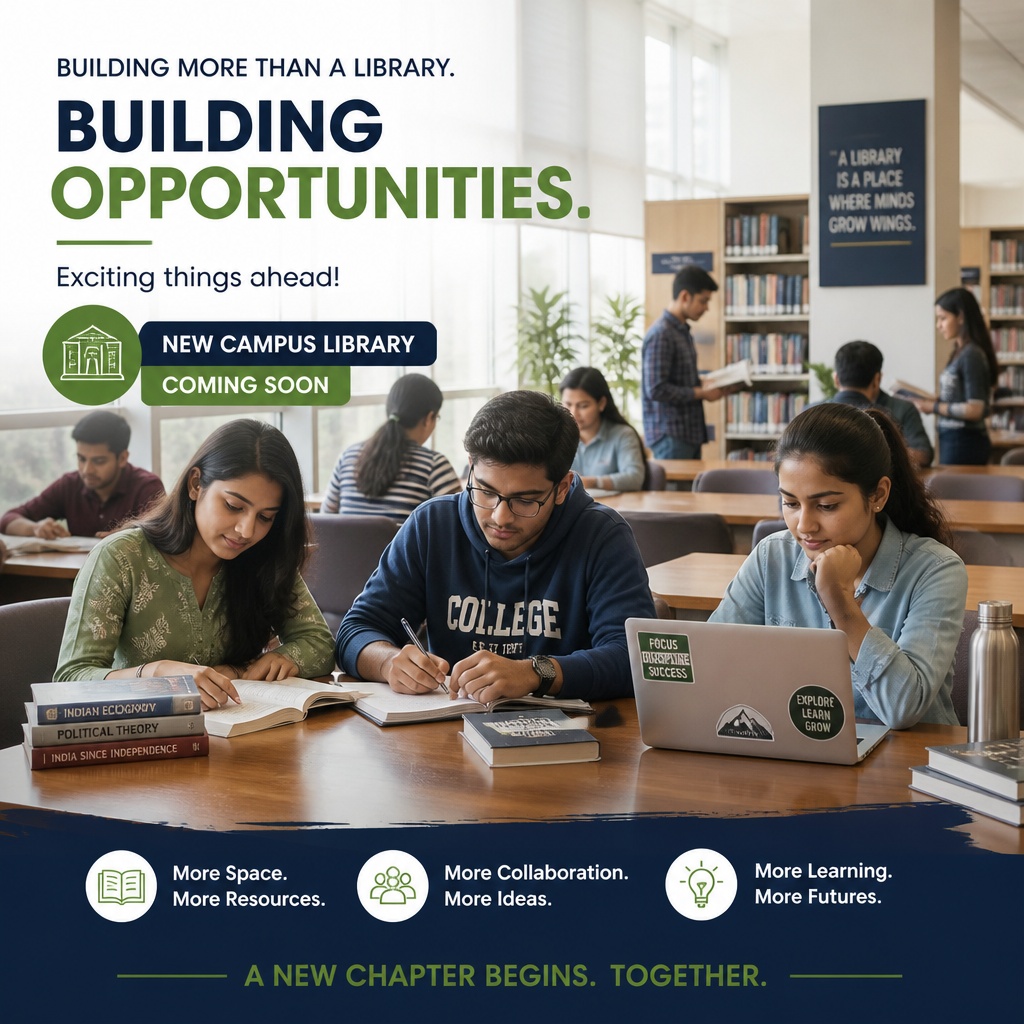 BUILDING MORE THAN A LIBRARY.
BUILDING
OPPORTUNITIES.
Exciting things ahead!
NEW CAMPUS LIBRARY
COMING SOON
"A LIBRARY
IS A PLACE
WHERE MINDS
GROW WINGS."
COLLEGE
FOCUS
DISCIPLINE
SUCCESS
EXPLORE
LEARN
GROW
INDIAN ECONOMY
POLITICAL THEORY
INDIA SINCE INDEPENDENCE
More Space.
More Resources.
More Collaboration.
More Ideas.
More Learning.
More Futures.
A NEW CHAPTER BEGINS. TOGETHER.